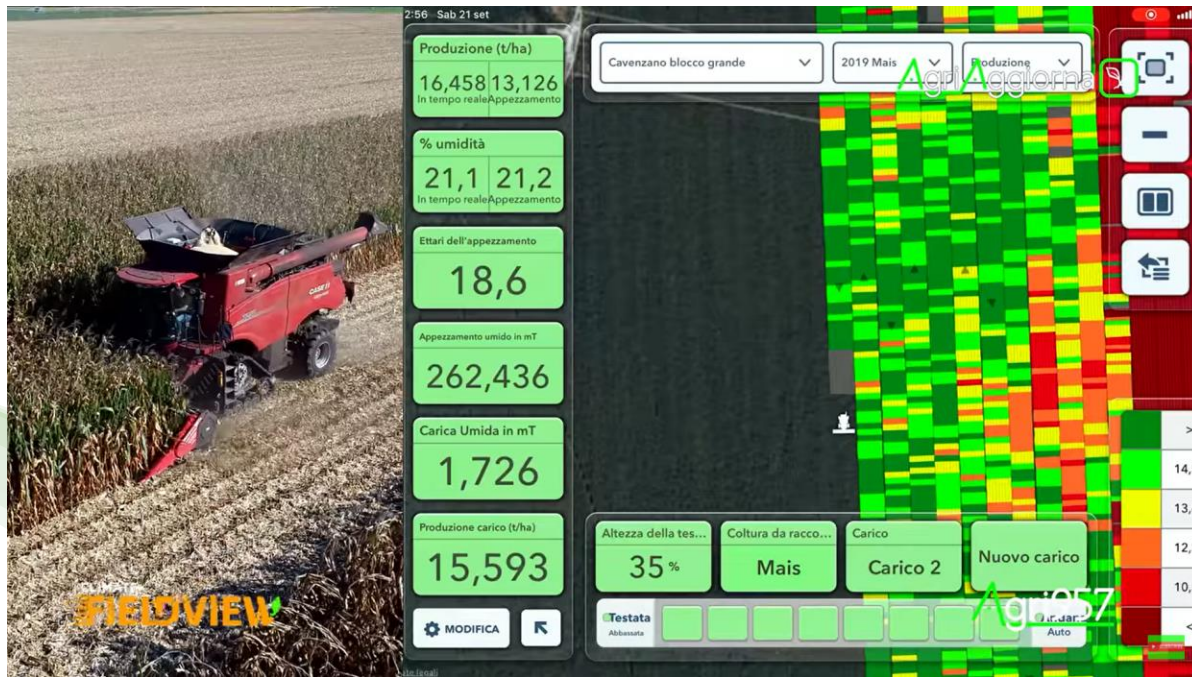 2:56 Sab 21 set
Produzione (t/ha)
16,458 13,126
In tempo reale Appezzamento
% umidità
21,1 21,2
In tempo reale Appezzamento
Ettari dell'appezzamento
18,6
Appezzamento umido in mT
262,436
Carica Umida in mT
1,726
Produzione carico (t/ha)
15,593
MODIFICA
Cavenzano blocco grande
2019 Mais
Produzione
AgriAggiorna
CASE IH
FIELDVIEW
>
14,
13,
12,
10,
<
Altezza della tes...
35%
Coltura da racco...
Mais
Carico
Carico 2
Nuovo carico
Testata
Abbassata
Auto
Agri957